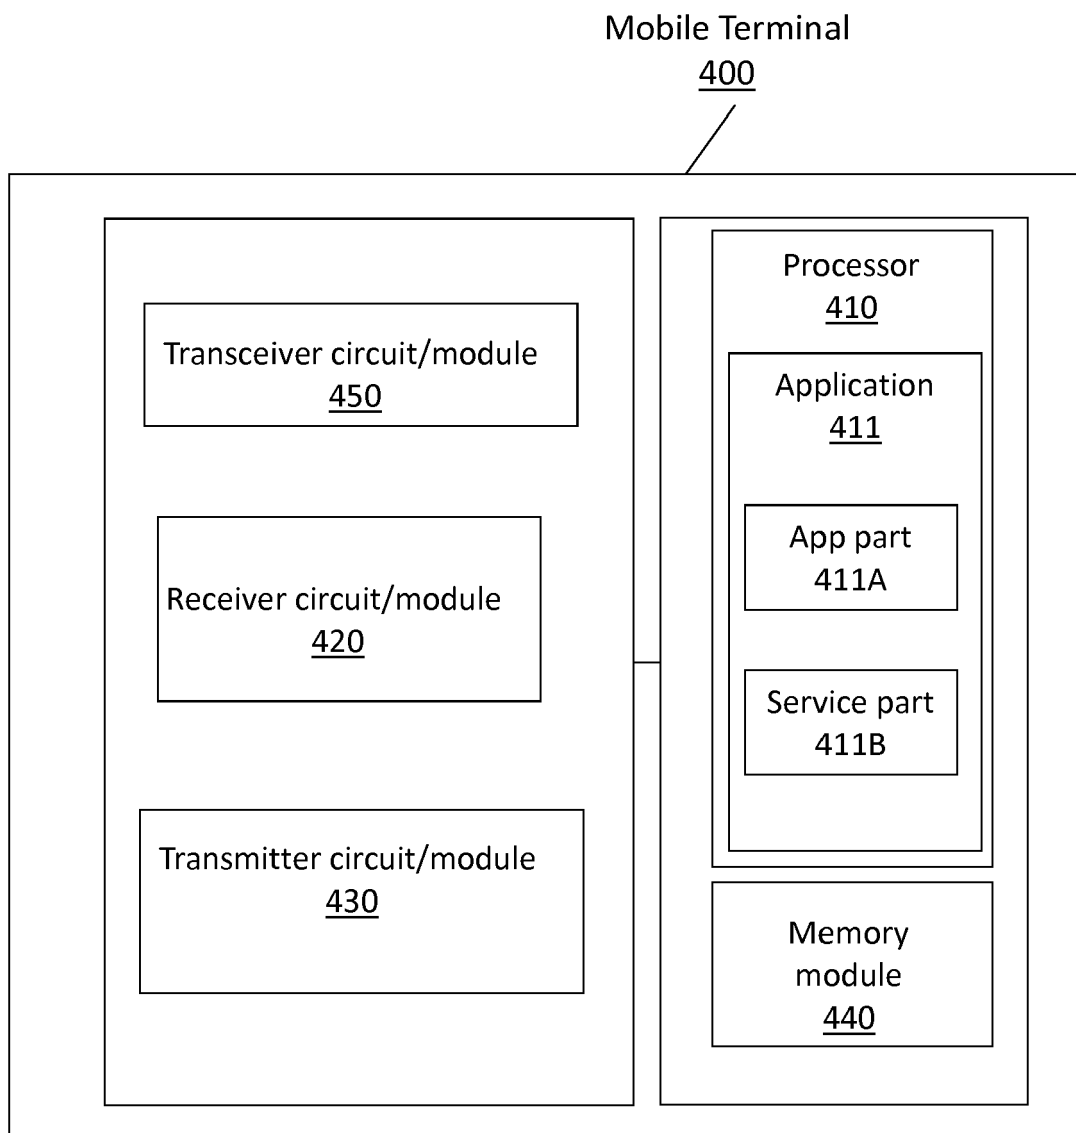 Mobile Terminal
400
Transceiver circuit/module
450
Receiver circuit/module
420
Transmitter circuit/module
430
Processor
410
Application
411
App part
411A
Service part
411B
Memory
module
440